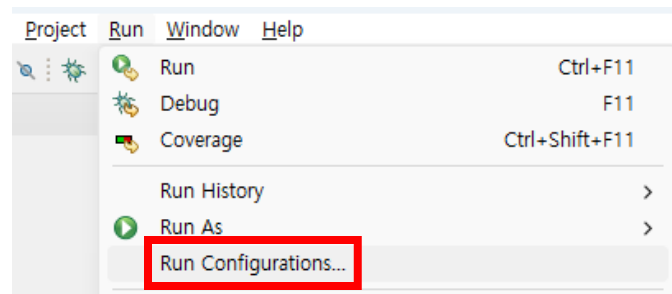 Project Run Window Help
Run Ctrl+F11
Debug F11
Coverage Ctrl+Shift+F11
Run History >
Run As >
Run Configurations...